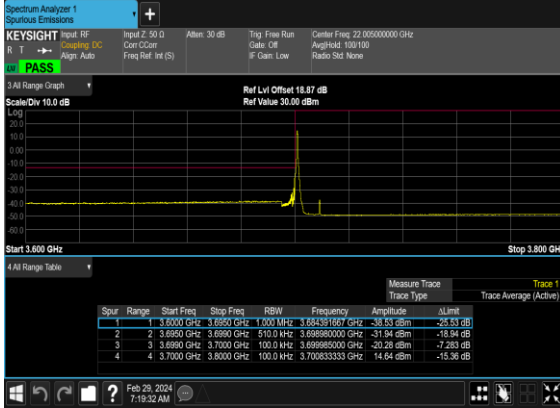 Spectrum Analyzer 1
Spurious Emissions
+
KEYSIGHT
R T
LXI PASS
Input: RF
Coupling: DC
Align: Auto
Input Z: 50 Ω
Corr CCorr
Freq Ref: Int (S)
Atten: 30 dB
Trig: Free Run
Gate: Off
IF Gain: Low
Center Freq: 22.005000000 GHz
Avg|Hold: 100/100
Radio Std: None
3 All Range Graph
Scale/Div 10.0 dB
Ref Lvl Offset 18.87 dB
Ref Value 30.00 dBm
Log
20.0
10.0
0.00
-10.0
-20.0
-30.0
-40.0
-50.0
-60.0
Start 3.600 GHz
Stop 3.800 GH
4 All Range Table
Measure Trace Trace 1
Trace Type Trace Average (Active)
Spur Range Start Freq Stop Freq RBW Frequency Amplitude ΔLimit
1 1 3.6000 GHz 3.6950 GHz 1.000 MHz 3.684391667 GHz -38.53 dBm -25.53 dB
2 2 3.6950 GHz 3.6990 GHz 510.0 kHz 3.698980000 GHz -31.94 dBm -18.94 dB
3 3 3.6990 GHz 3.7000 GHz 100.0 kHz 3.699985000 GHz -20.28 dBm -7.283 dB
4 4 3.7000 GHz 3.8000 GHz 100.0 kHz 3.700833333 GHz 14.64 dBm -15.36 dB
?
Feb 29, 2024
7:19:32 AM